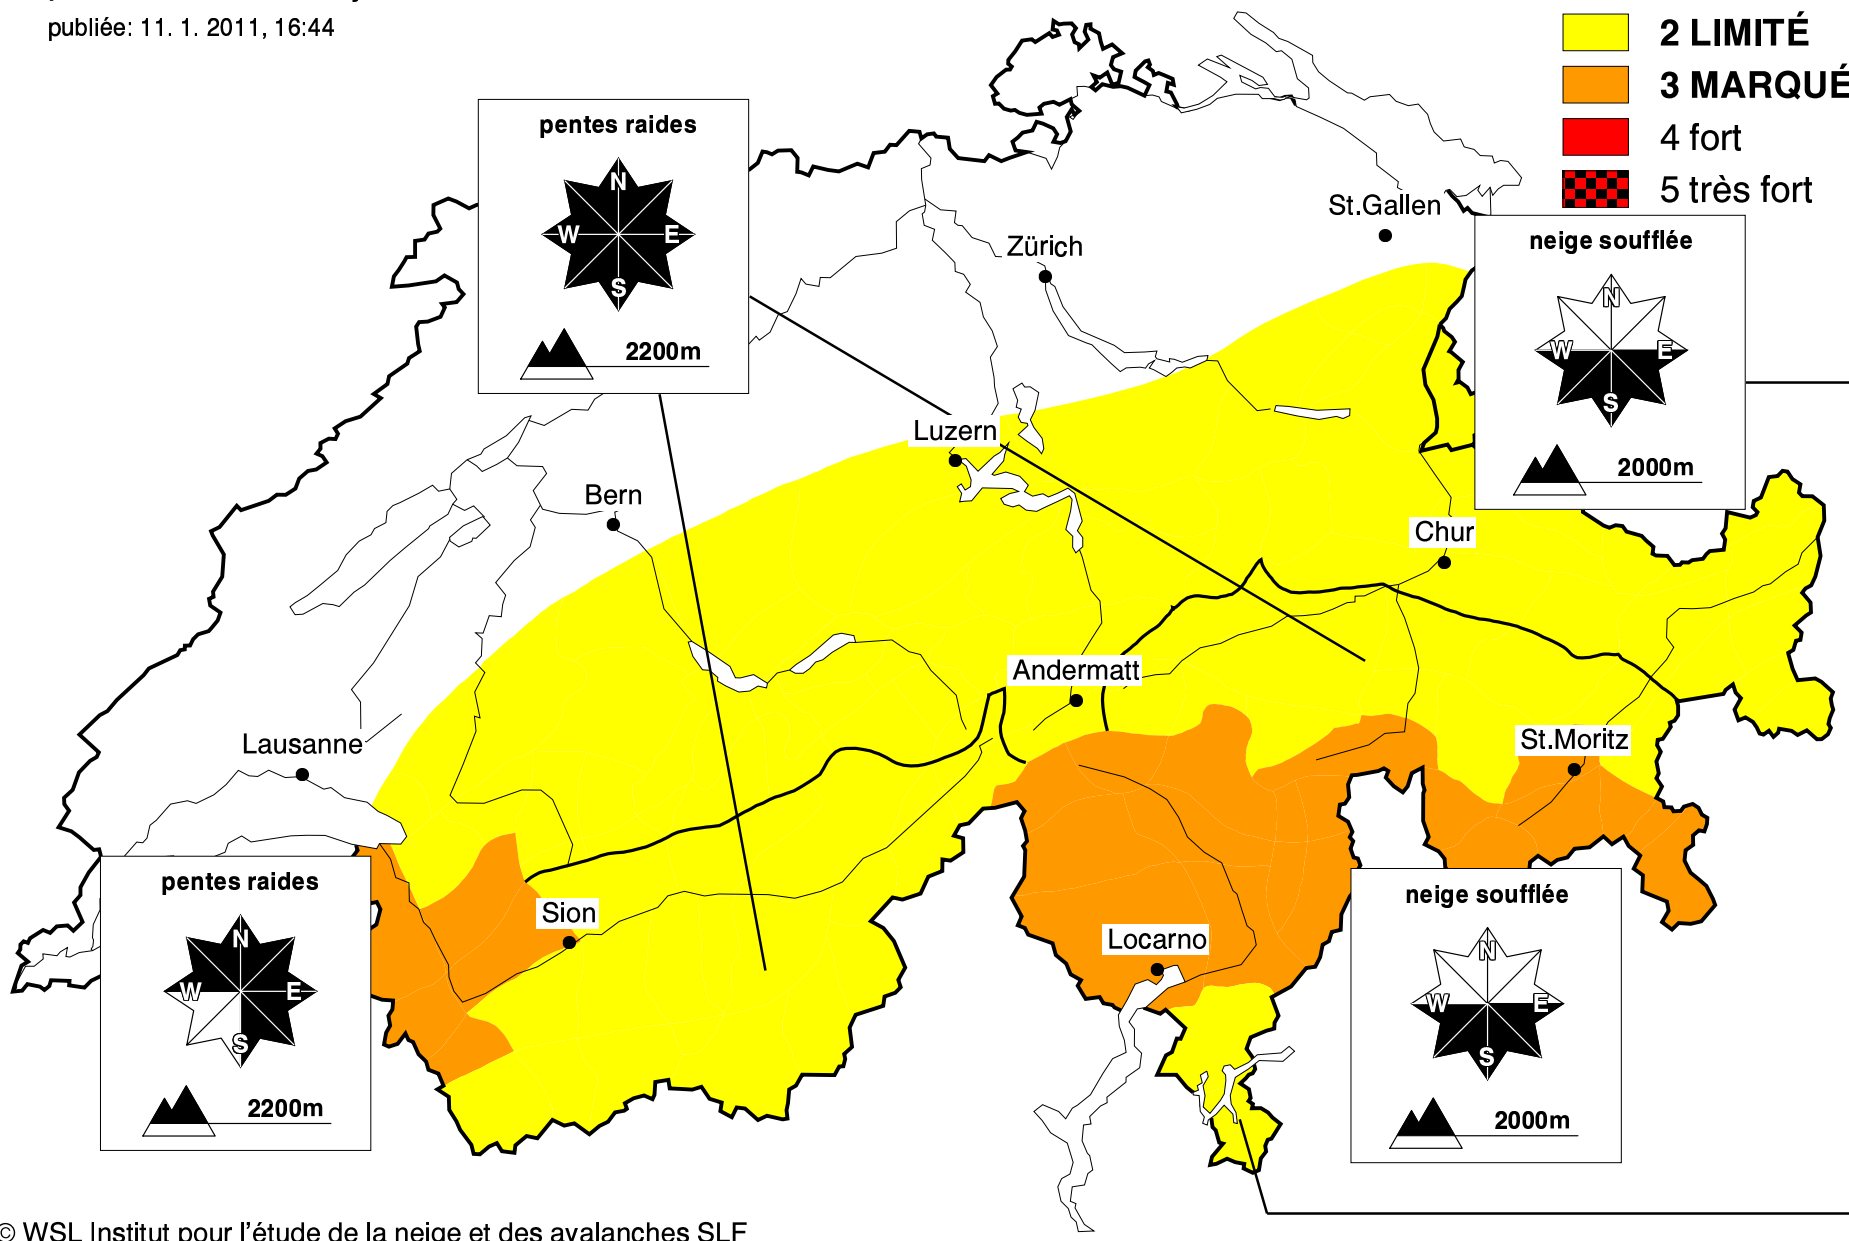 publiée: 11. 1. 2011, 16:44
2 LIMITÉ
3 MARQUÉ
4 fort
5 très fort
pentes raides
N
W E
S
2200m
St.Gallen
Zürich
neige soufflée
N
W E
S
2000m
Luzern
Bern
Chur
Andermatt
Lausanne
St.Moritz
pentes raides
N
W E
S
2200m
Sion
Locarno
neige soufflée
N
W E
S
2000m
© WSL Institut pour l'étude de la neige et des avalanches SLF